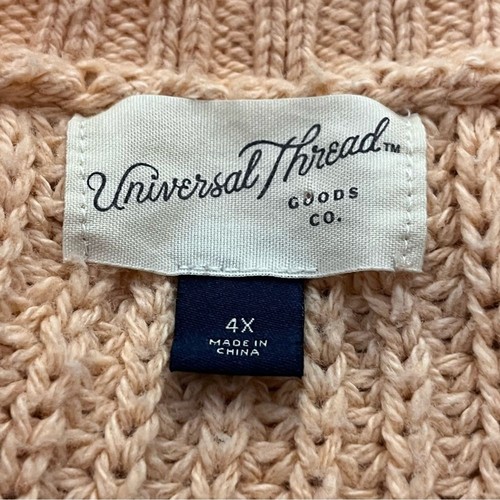 Universal Thread™
GOODS
CO.
4X
MADE IN
CHINA